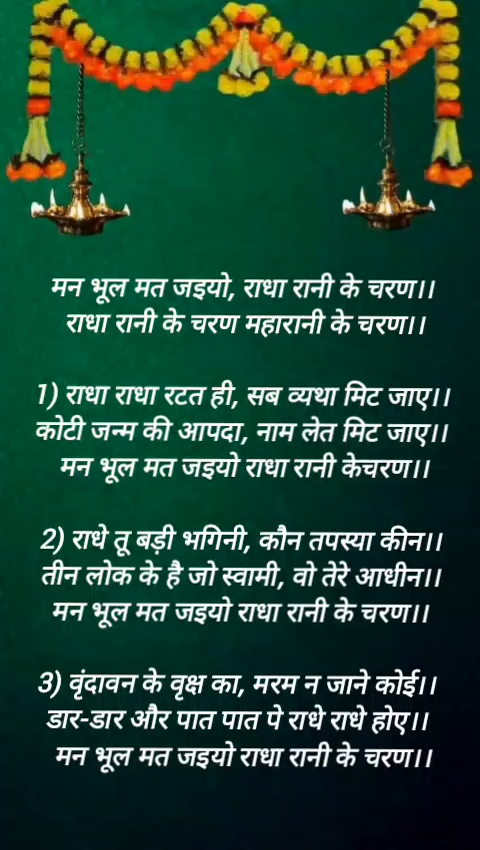 मन भूल मत जइयो, राधा रानी के चरण।।
राधा रानी के चरण महारानी के चरण।।
1) राधा राधा रटत ही, सब व्यथा मिट जाए।।
कोटी जन्म की आपदा, नाम लेत मिट जाए।।
मन भूल मत जइयो राधा रानी केचरण।।
2) राधे तू बड़ी भगिनी, कौन तपस्या कीन।।
तीन लोक के है जो स्वामी, वो तेरे आधीन।।
मन भूल मत जइयो राधा रानी के चरण।।
3) वृंदावन के वृक्ष का, मरम न जाने कोई।।
डार-डार और पात पात पे राधे राधे होए।।
मन भूल मत जइयो राधा रानी के चरण।।